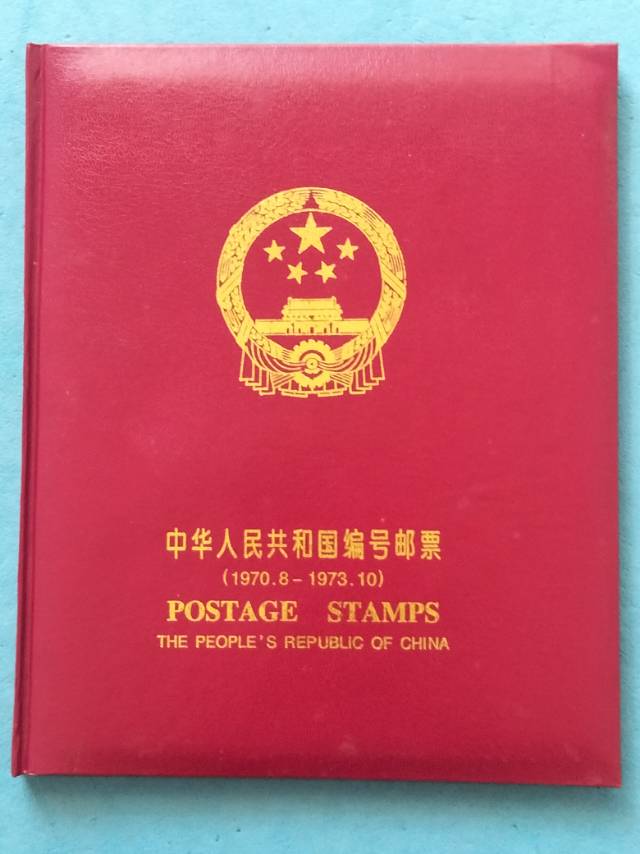 中华人民共和国编号邮票
(1970.8-1973.10)
POSTAGE STAMPS
THE PEOPLE'S REPUBLIC OF CHINA